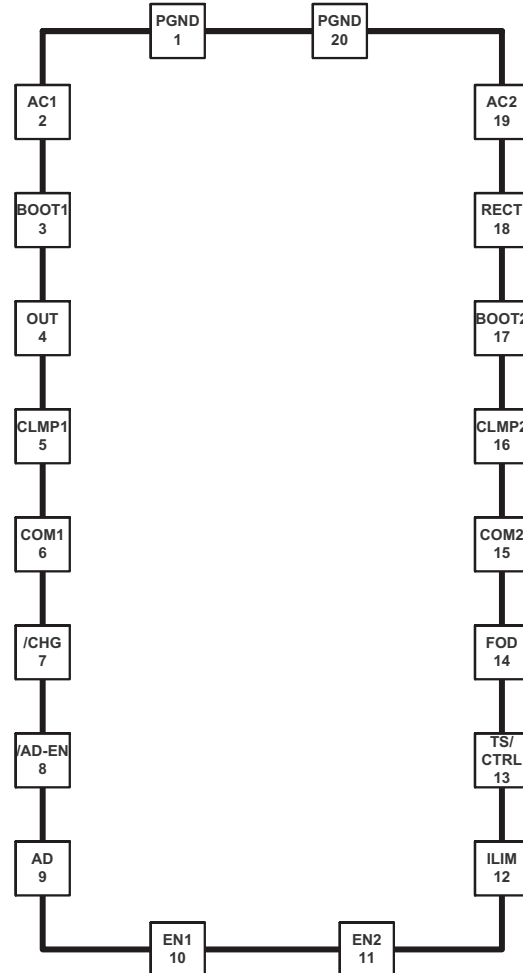 PGND
1
PGND
20
AC1
2
AC2
19
BOOT1
3
RECT
18
OUT
4
BOOT2
17
CLMP1
5
CLMP2
16
COM1
6
COM2
15
/CHG
7
FOD
14
/AD-EN
8
TS/
CTRL
13
AD
9
ILIM
12
EN1
10
EN2
11